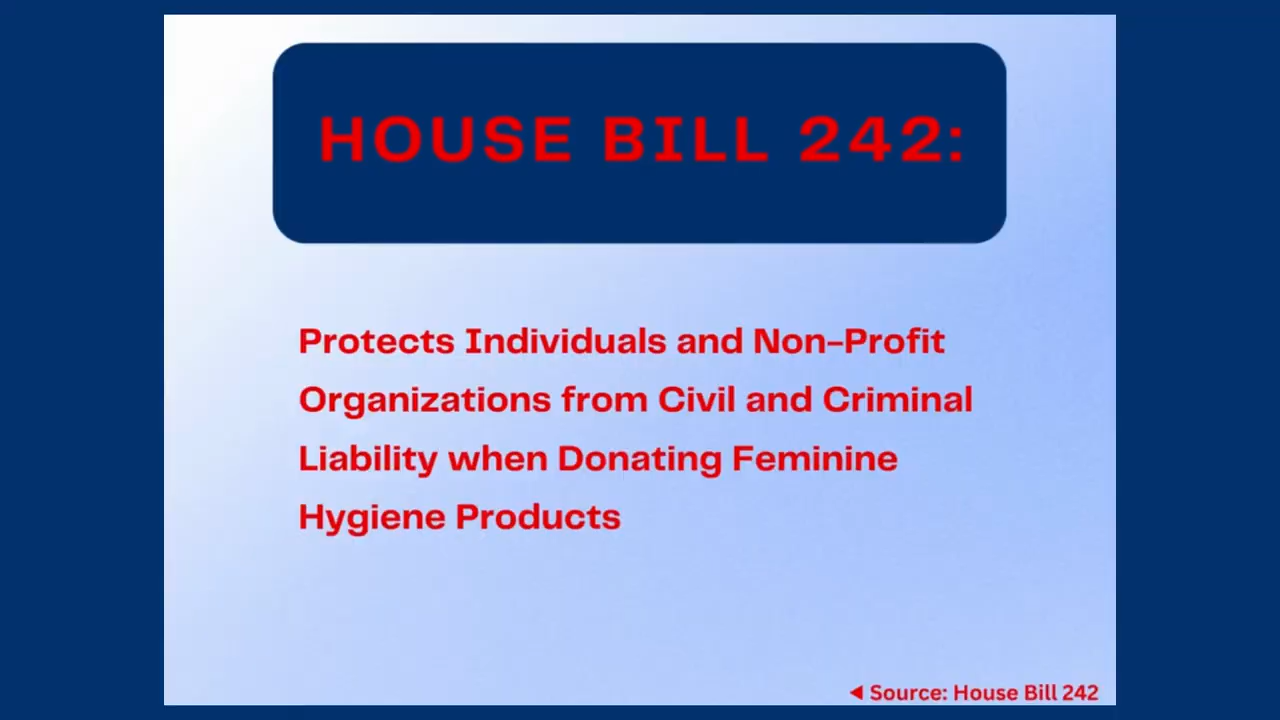 HOUSE BILL 242:
Protects Individuals and Non-Profit
Organizations from Civil and Criminal
Liability when Donating Feminine
Hygiene Products
Source: House Bill 242